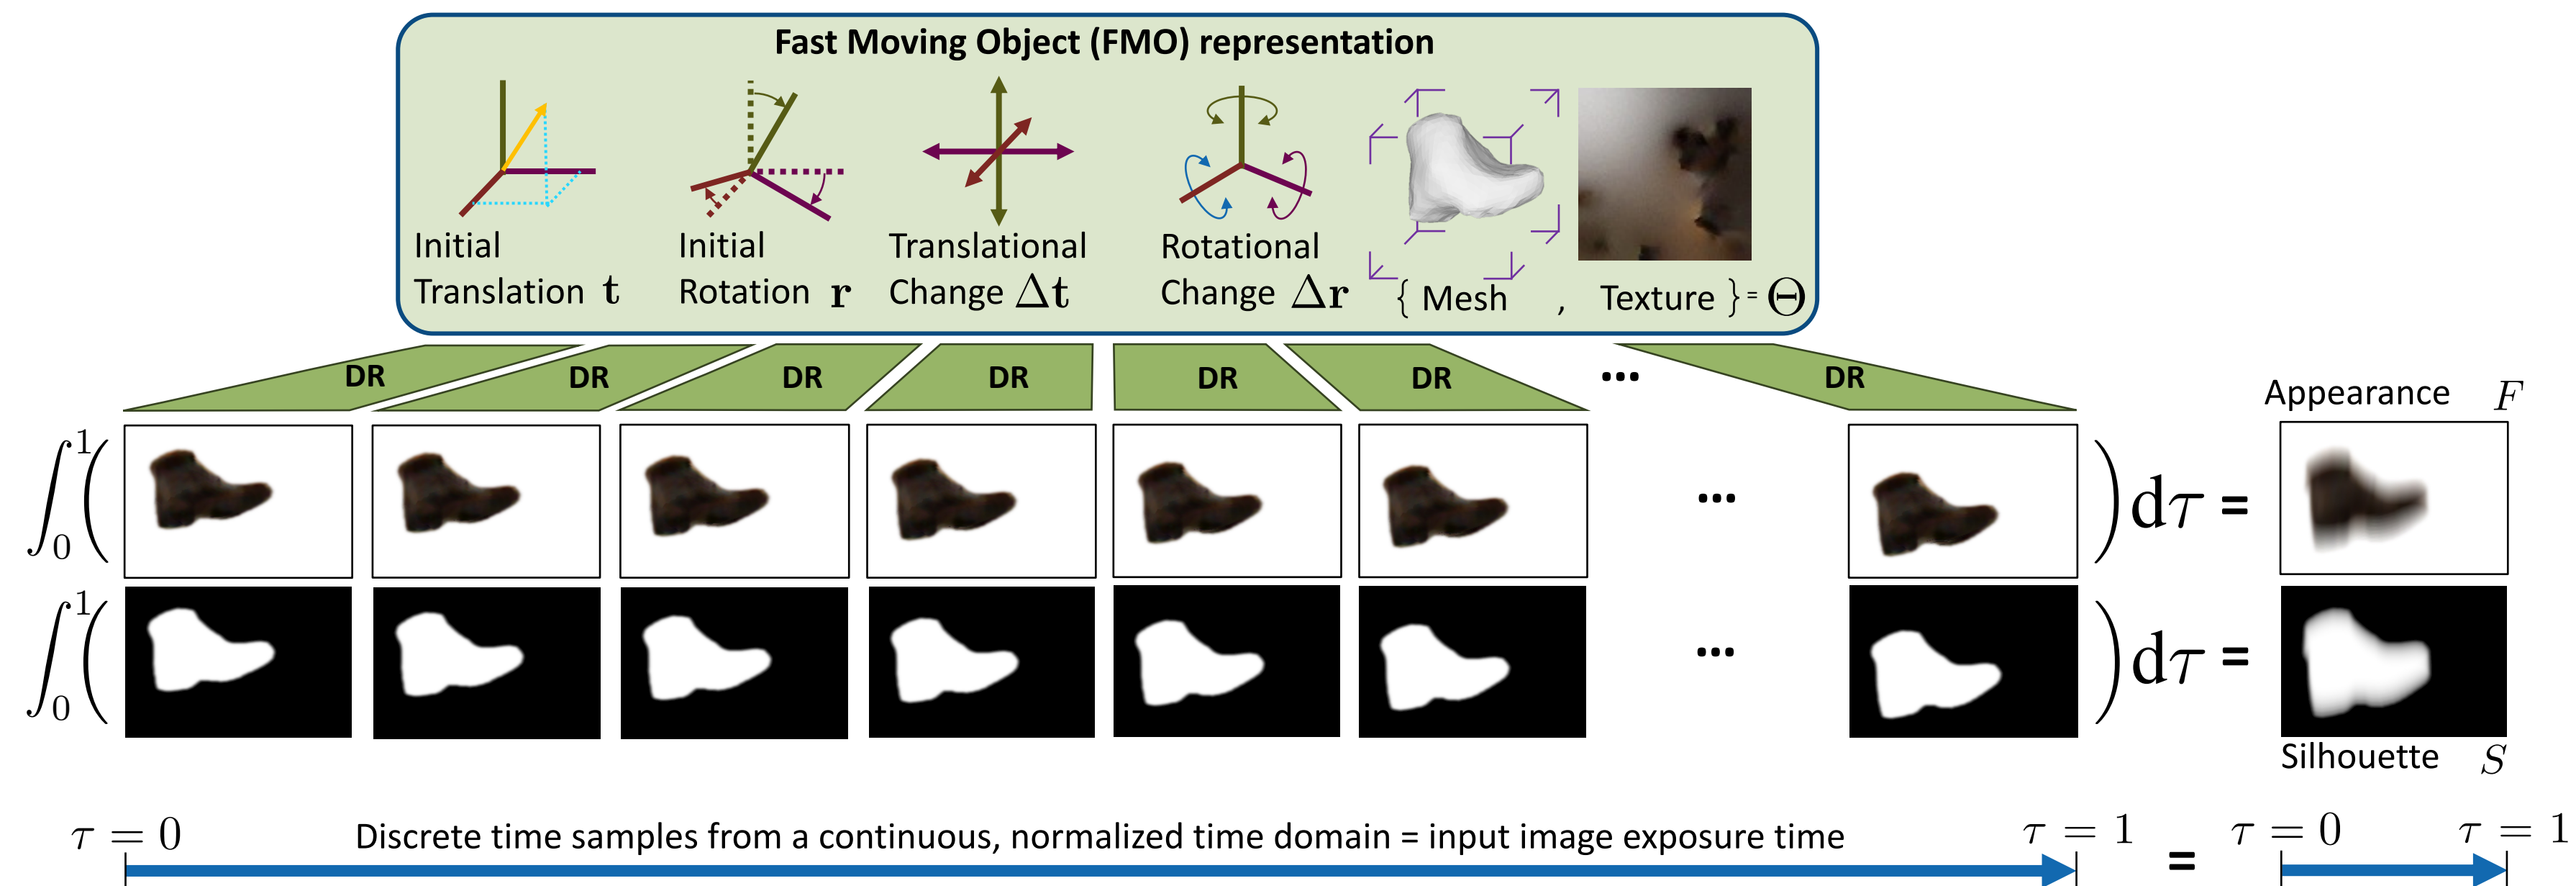 Fast Moving Object (FMO) representation
Initial Translation t
Initial Rotation r
Translational Change Δt
Rotational Change Δr
{ Mesh , Texture } = Θ
DR DR DR DR DR DR ... DR
Appearance F
∫₀¹( ... ) dτ =
∫₀¹( ... ) dτ =
Silhouette S
τ = 0 Discrete time samples from a continuous, normalized time domain = input image exposure time τ = 1 = τ = 0 τ = 1